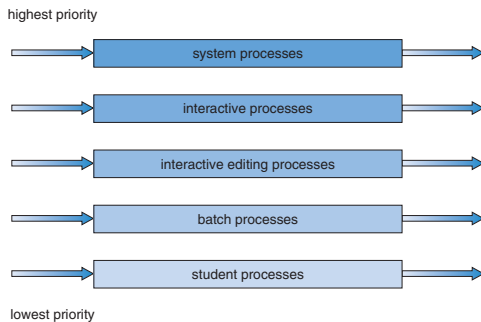 highest priority
system processes
interactive processes
interactive editing processes
batch processes
student processes
lowest priority